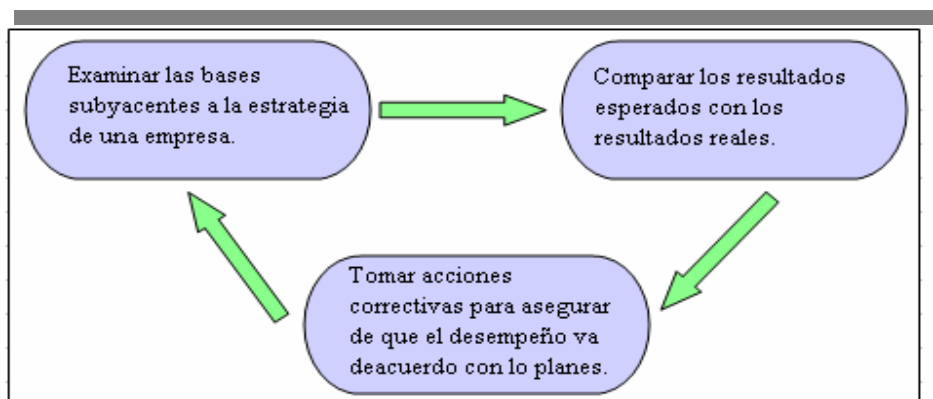 Examinar las bases
subyacentes a la estrategia
de una empresa.
Comparar los resultados
esperados con los
resultados reales.
Tomar acciones
correctivas para asegurar
de que el desempeño va
deacuerdo con lo planes.